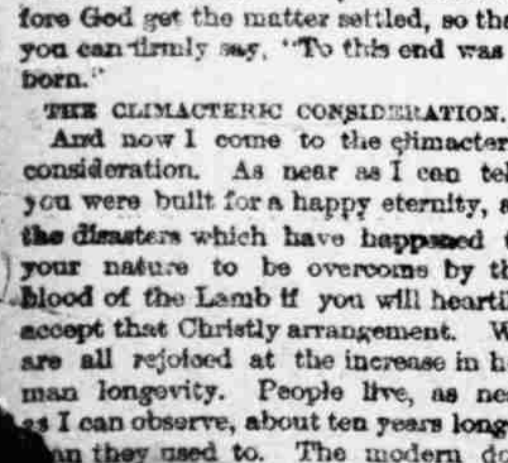 fore God get the matter settled, so tha
you can firmly say, "To this end was
born."
THE CLIMACTERIC CONSIDERATION.
And now I come to the climacter
consideration. As near as I can tel
you were built for a happy eternity, a
the disasters which have happened t
your nature to be overcome by th
blood of the Lamb if you will hearti
accept that Christly arrangement. W
are all rejoiced at the increase in h
man longevity. People live, as nea
as I can observe, about ten years long
an they used to. The modern do